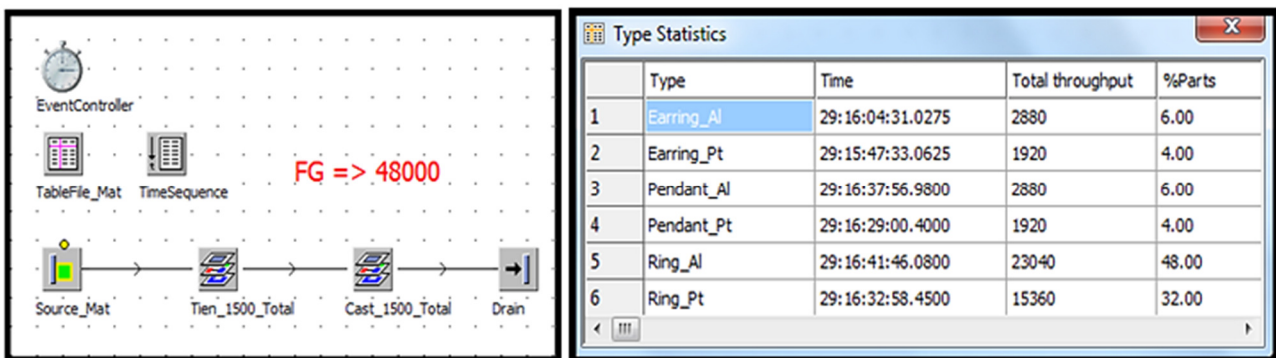 EventController
TableFile_Mat TimeSequence
FG => 48000
Source_Mat Tien_1500_Total Cast_1500_Total Drain
Type Statistics
Type Time Total throughput %Parts
1 Earring_Al 29:16:04:31.0275 2880 6.00
2 Earring_Pt 29:15:47:33.0625 1920 4.00
3 Pendant_Al 29:16:37:56.9800 2880 6.00
4 Pendant_Pt 29:16:29:00.4000 1920 4.00
5 Ring_Al 29:16:41:46.0800 23040 48.00
6 Ring_Pt 29:16:32:58.4500 15360 32.00